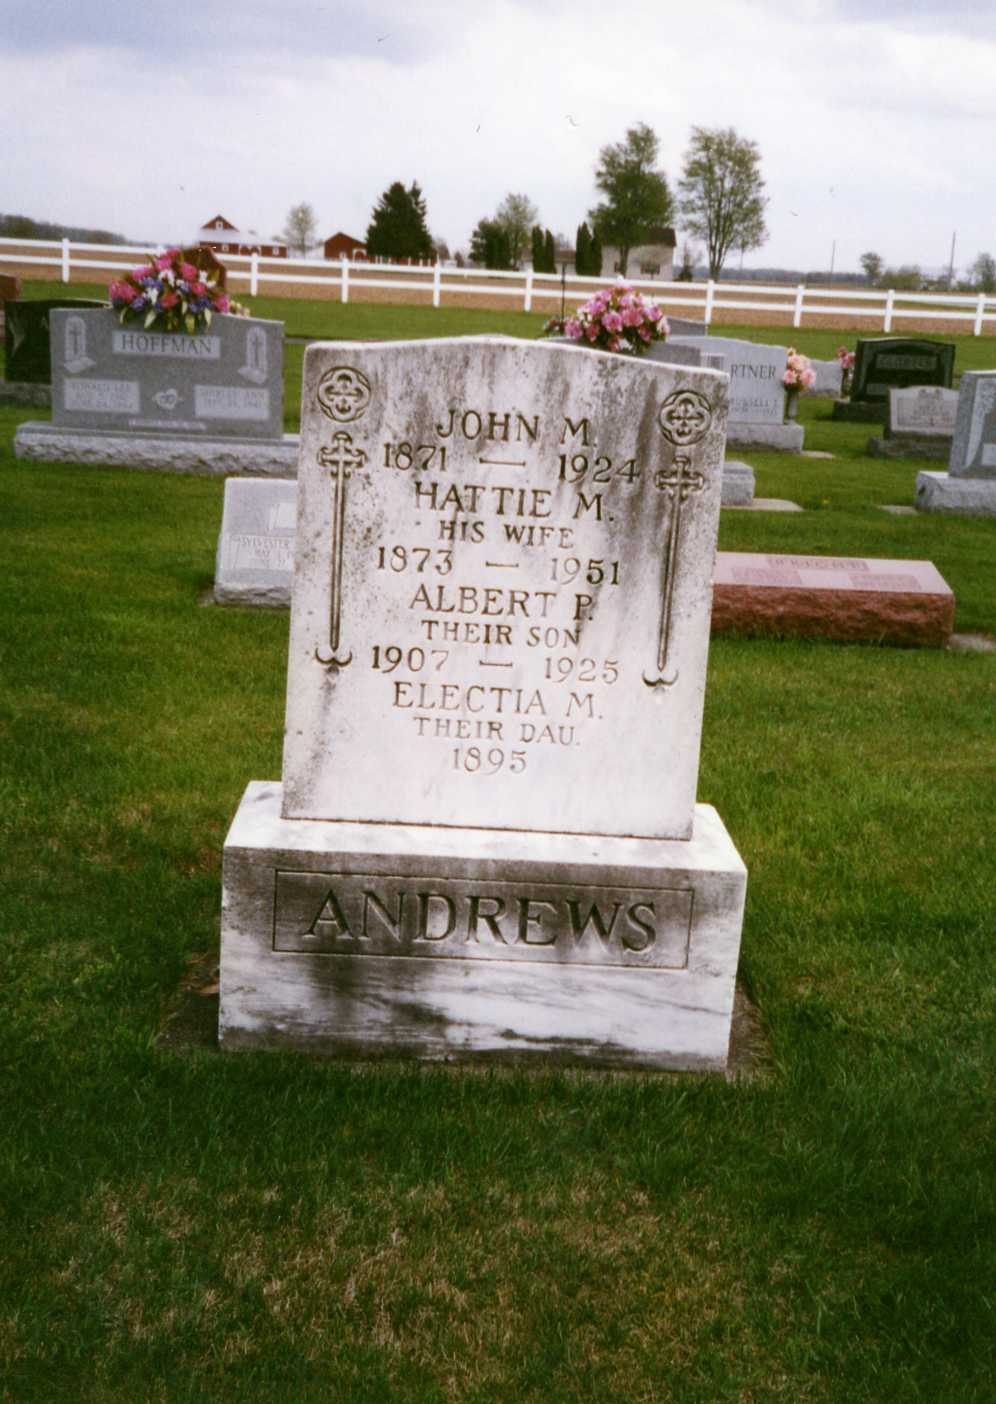 JOHN M.
1871 — 1924
HATTIE M.
HIS WIFE
1873 — 1951
ALBERT P.
THEIR SON
1907 — 1925
ELECTIA M.
THEIR DAU.
1895
ANDREWS
HOFFMAN
RTNER
SYLVESTER